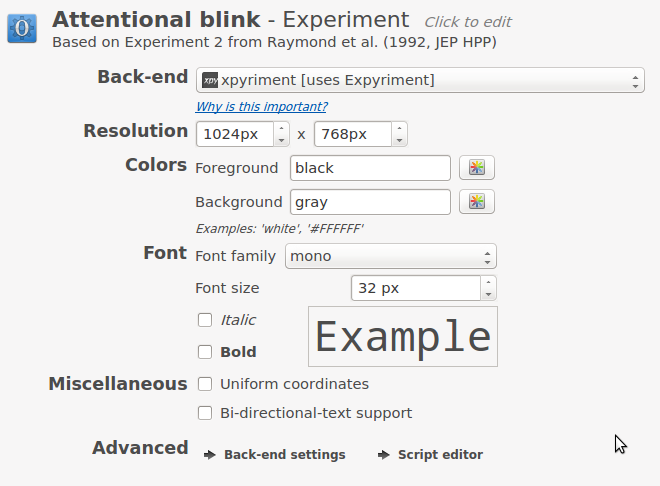 Attentional blink - Experiment Click to edit
Based on Experiment 2 from Raymond et al. (1992, JEP HPP)
Back-end xpy xpyriment [uses Expyriment]
Why is this important?
Resolution 1024px x 768px
Colors Foreground black
Background gray
Examples: 'white', '#FFFFFF'
Font Font family mono
Font size 32 px
Italic
Example
Bold
Miscellaneous Uniform coordinates
Bi-directional-text support
Advanced Back-end settings Script editor